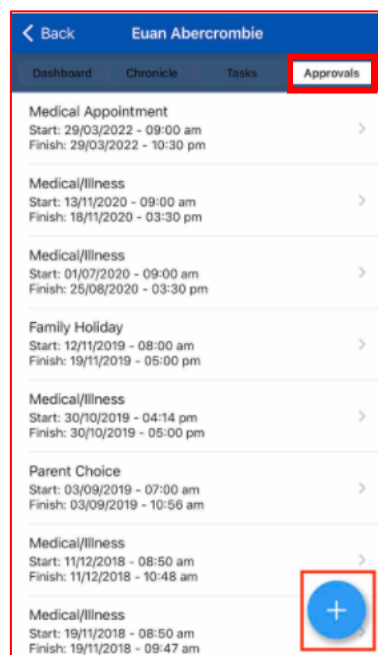 Back Euan Abercrombie
Dashboard Chronicle Tasks Approvals
Medical Appointment
Start: 29/03/2022 - 09:00 am
Finish: 29/03/2022 - 10:30 pm
Medical/Illness
Start: 13/11/2020 - 09:00 am
Finish: 18/11/2020 - 03:30 pm
Medical/Illness
Start: 01/07/2020 - 09:00 am
Finish: 25/08/2020 - 03:30 pm
Family Holiday
Start: 12/11/2019 - 08:00 am
Finish: 19/11/2019 - 05:00 pm
Medical/Illness
Start: 30/10/2019 - 04:14 pm
Finish: 30/10/2019 - 05:00 pm
Parent Choice
Start: 03/09/2019 - 07:00 am
Finish: 03/09/2019 - 10:56 am
Medical/Illness
Start: 11/12/2018 - 08:50 am
Finish: 11/12/2018 - 10:48 am
Medical/Illness
Start: 19/11/2018 - 08:50 am
Finish: 19/11/2018 - 09:47 am